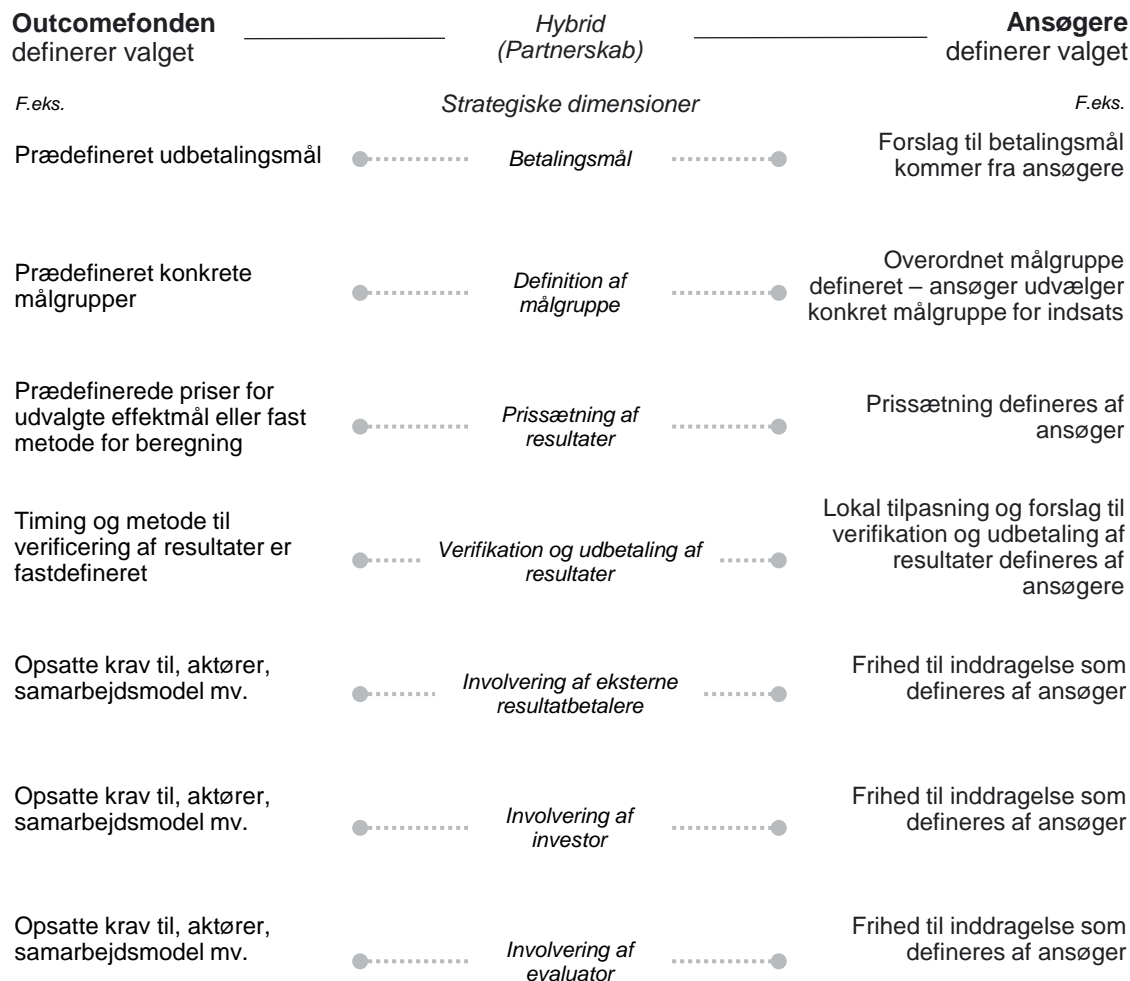 Outcomefonden
definerer valget
Hybrid
(Partnerskab)
Ansøgere
definerer valget
F.eks.
Strategiske dimensioner
F.eks.
Prædefineret udbetalingsmål
Betalingsmål
Forslag til betalingsmål
kommer fra ansøgere
Prædefineret konkrete
målgrupper
Definition af
målgruppe
Overordnet målgruppe
defineret – ansøger udvælger
konkret målgruppe for indsats
Prædefinerede priser for
udvalgte effektmål eller fast
metode for beregning
Prissætning af
resultater
Prissætning defineres af
ansøger
Timing og metode til
verificering af resultater er
fastdefineret
Verifikation og udbetaling af
resultater
Lokal tilpasning og forslag til
verifikation og udbetaling af
resultater defineres af
ansøgere
Opsatte krav til, aktører,
samarbejdsmodel mv.
Involvering af eksterne
resultatbetalere
Frihed til inddragelse som
defineres af ansøger
Opsatte krav til, aktører,
samarbejdsmodel mv.
Involvering af
investor
Frihed til inddragelse som
defineres af ansøger
Opsatte krav til, aktører,
samarbejdsmodel mv.
Involvering af
evaluator
Frihed til inddragelse som
defineres af ansøger